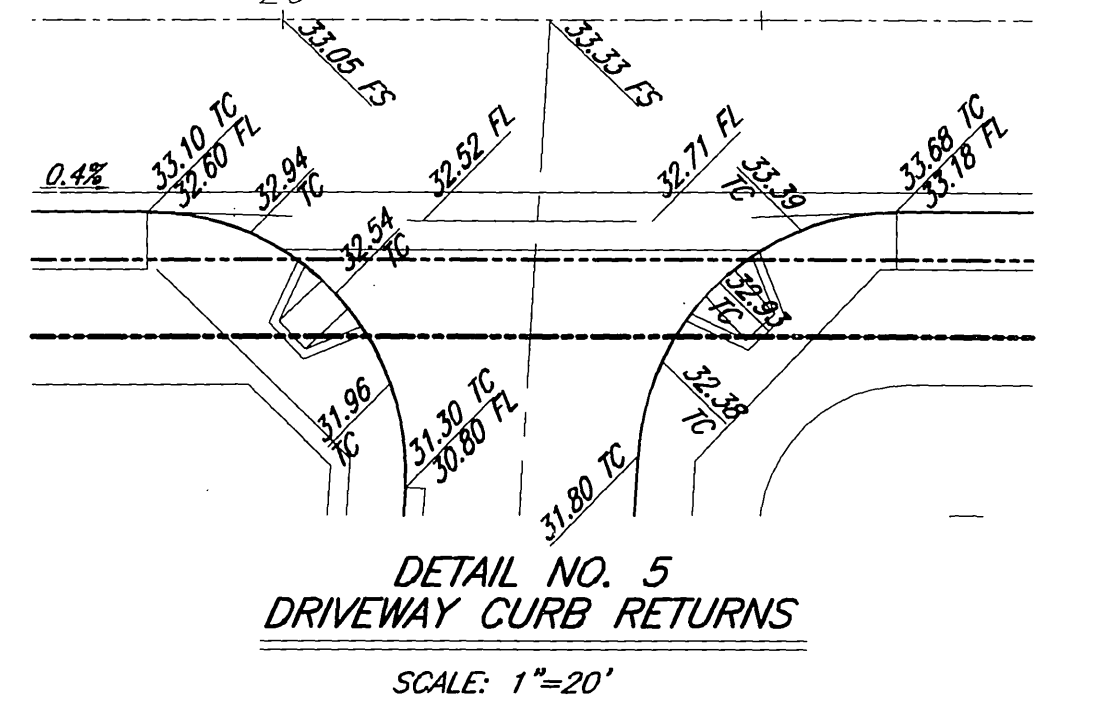 33.05 FS
33.33 FS
33.10 TC
32.60 FL
32.94
TC
32.52 FL
32.71 FL
33.39
TC
33.68 TC
33.18 FL
0.4%
32.54
TC
32.93
TC
31.96
TC
31.30 TC
30.80 FL
32.38
TC
31.80 TC
DETAIL NO. 5
DRIVEWAY CURB RETURNS
SCALE: 1"=20'